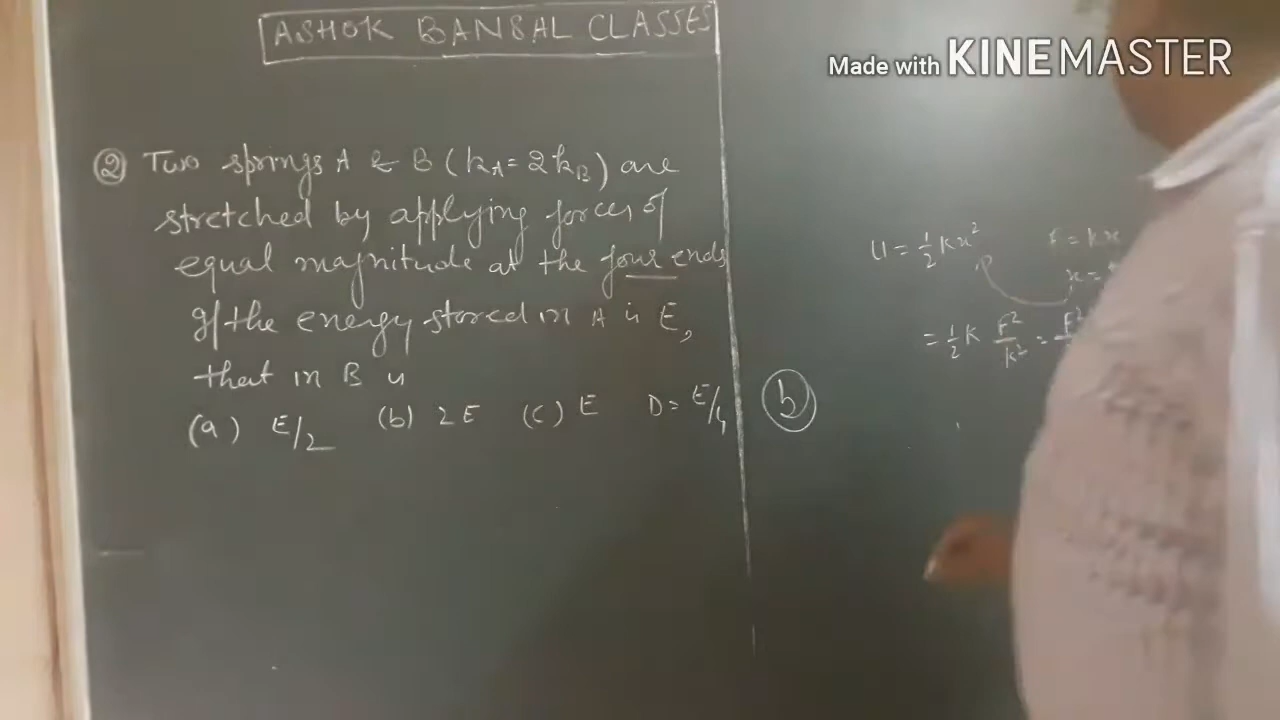 ASHOK BANSAL CLASSES
Made with KINEMASTER
② Two springs A & B (k_A = 2k_B) are
stretched by applying forces of
equal magnitude at the four ends
If the energy stored in A is E,
that in B is
(a) E/2 (b) 2E (c) E D = E/4
(b)
U = 1/2 kx² F = kx
x =
= 1/2 k F²/k² = F²